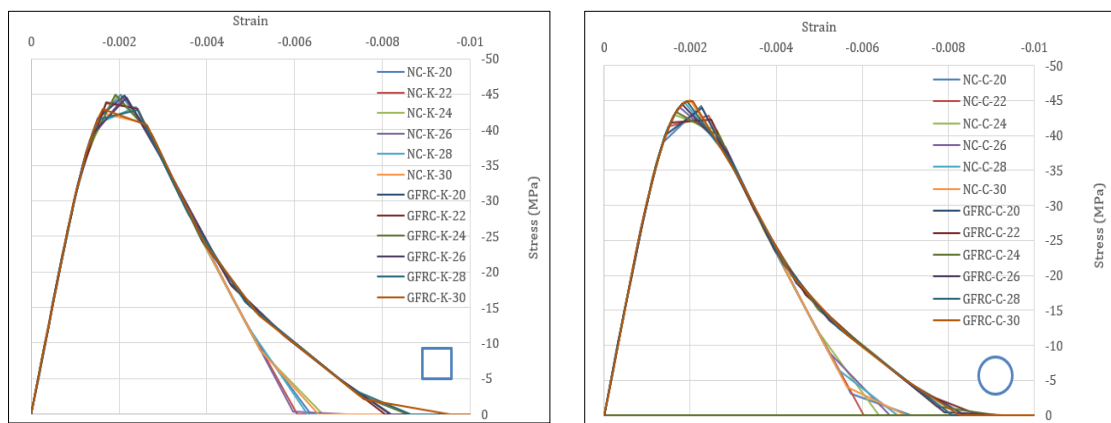 Strain
0 -0.002 -0.004 -0.006 -0.008 -0.01
-50
-45
-40
-35
-30
-25
-20
-15
-10
-5
0
Stress (MPa)
NC-K-20
NC-K-22
NC-K-24
NC-K-26
NC-K-28
NC-K-30
GFRC-K-20
GFRC-K-22
GFRC-K-24
GFRC-K-26
GFRC-K-28
GFRC-K-30
Strain
0 -0.002 -0.004 -0.006 -0.008 -0.01
-50
-45
-40
-35
-30
-25
-20
-15
-10
-5
0
Stress (MPa)
NC-C-20
NC-C-22
NC-C-24
NC-C-26
NC-C-28
NC-C-30
GFRC-C-20
GFRC-C-22
GFRC-C-24
GFRC-C-26
GFRC-C-28
GFRC-C-30